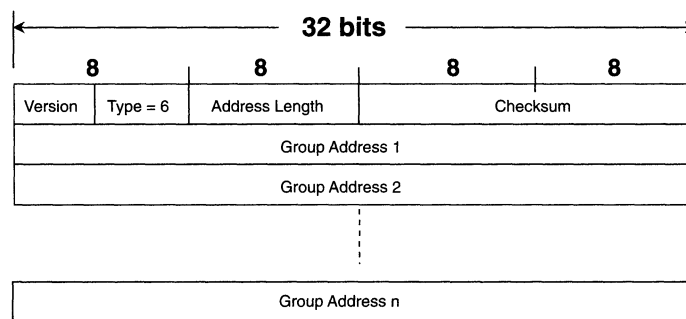 32 bits
8 8 8 8
Version Type = 6 Address Length Checksum
Group Address 1
Group Address 2
Group Address n